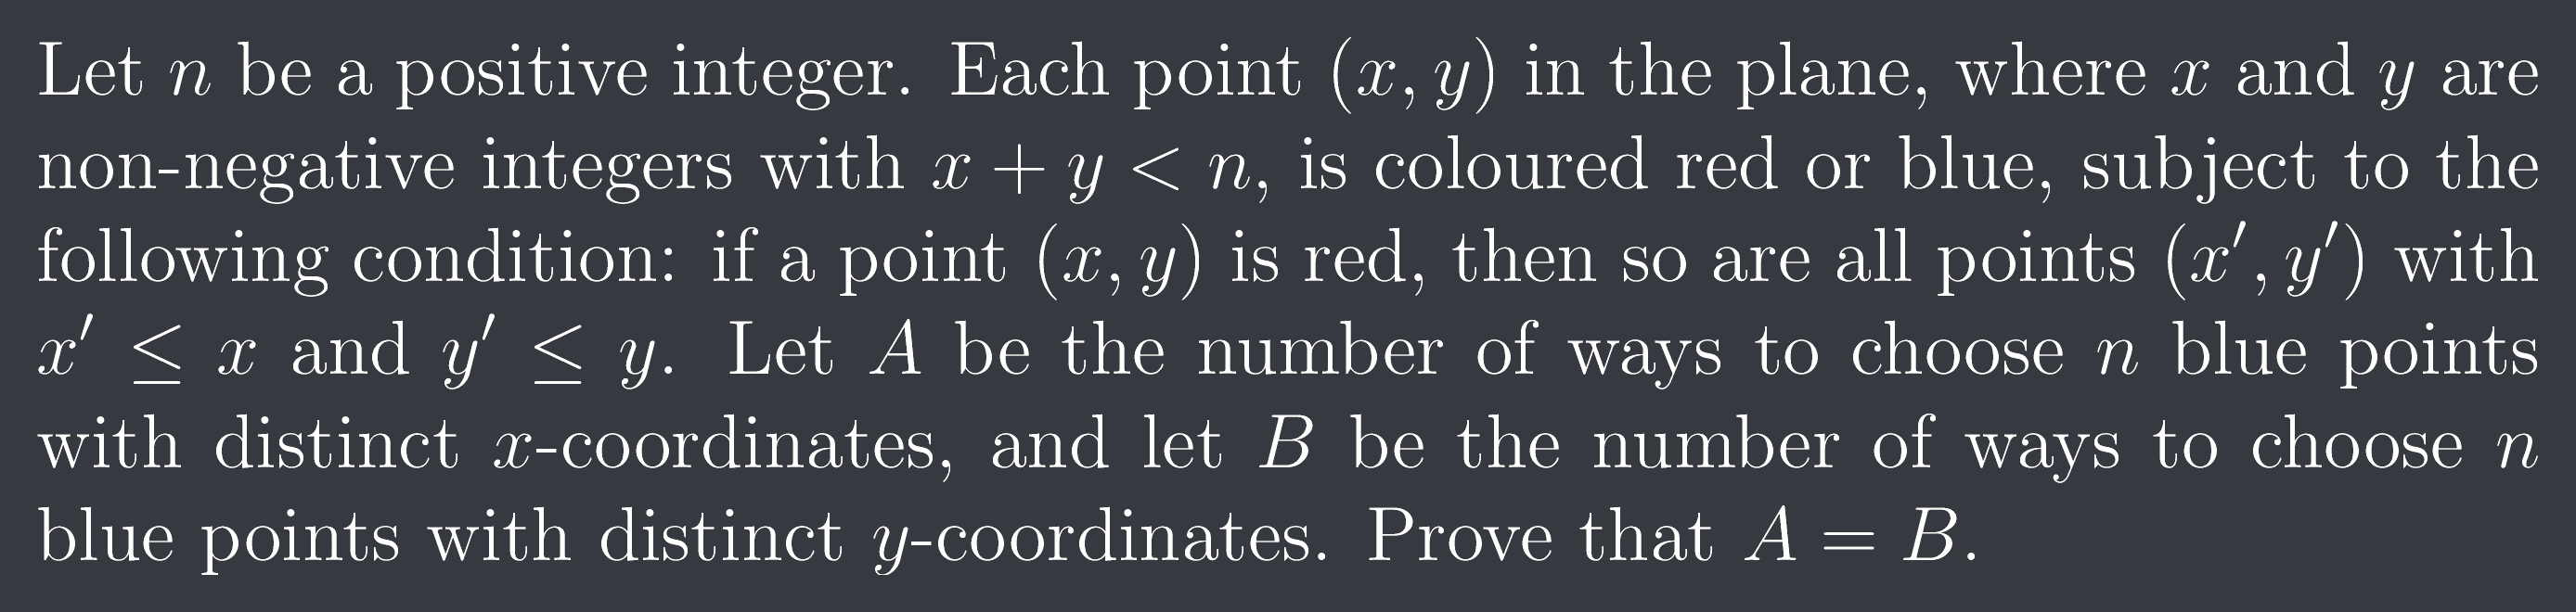 Let n be a positive integer. Each point (x, y) in the plane, where x and y are
non-negative integers with x + y < n, is coloured red or blue, subject to the
following condition: if a point (x, y) is red, then so are all points (x′, y′) with
x′ ≤ x and y′ ≤ y. Let A be the number of ways to choose n blue points
with distinct x-coordinates, and let B be the number of ways to choose n
blue points with distinct y-coordinates. Prove that A = B.